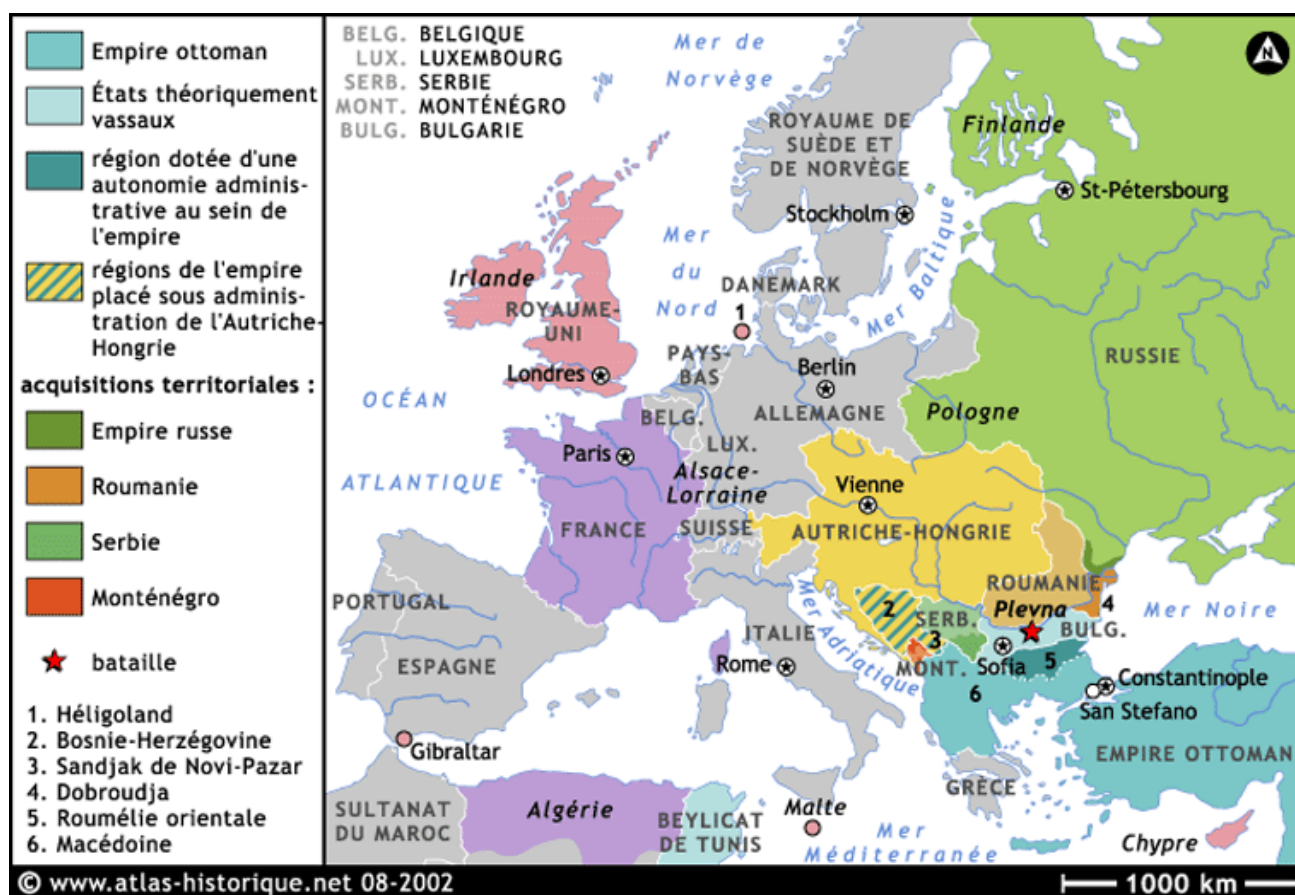 Empire ottoman
États théoriquement
vassaux
région dotée d'une
autonomie adminis-
trative au sein de
l'empire
régions de l'empire
placé sous adminis-
tration de l'Autriche-
Hongrie
acquisitions territoriales :
Empire russe
Roumanie
Serbie
Monténégro
bataille
1. Héligoland
2. Bosnie-Herzégovine
3. Sandjak de Novi-Pazar
4. Dobroudja
5. Roumélie orientale
6. Macédoine
BELG. BELGIQUE
LUX. LUXEMBOURG
SERB. SERBIE
MONT. MONTÉNÉGRO
BULG. BULGARIE
Mer de
Norvège
N
ROYAUME DE
SUÈDE ET
DE NORVÈGE
Finlande
St-Pétersbourg
Stockholm
Mer Baltique
Mer
du
Nord
DANEMARK
1
Irlande
ROYAUME-
UNI
Londres
PAYS-
BAS
Berlin
ALLEMAGNE
RUSSIE
Pologne
OCÉAN
ATLANTIQUE
BELG.
LUX.
Paris
Alsace-
Lorraine
Vienne
FRANCE
SUISSE
AUTRICHE-HONGRIE
ROUMANIE
Plevna
4
Mer Noire
PORTUGAL
ESPAGNE
ITALIE
Rome
Mer Adriatique
2
SERB.
3
MONT.
BULG.
Sofia
5
6
Constantinople
San Stefano
EMPIRE OTTOMAN
Gibraltar
GRÈCE
SULTANAT
DU MAROC
Algérie
BEYLICAT
DE TUNIS
Malte
Mer
Méditerranée
Chypre
© www.atlas-historique.net 08-2002
1000 km